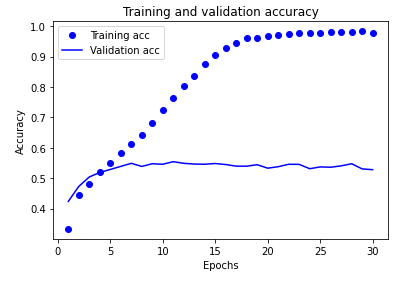 Training and validation accuracy
1.0
0.9
0.8
0.7
0.6
0.5
0.4
Accuracy
Training acc
Validation acc
0 5 10 15 20 25 30
Epochs